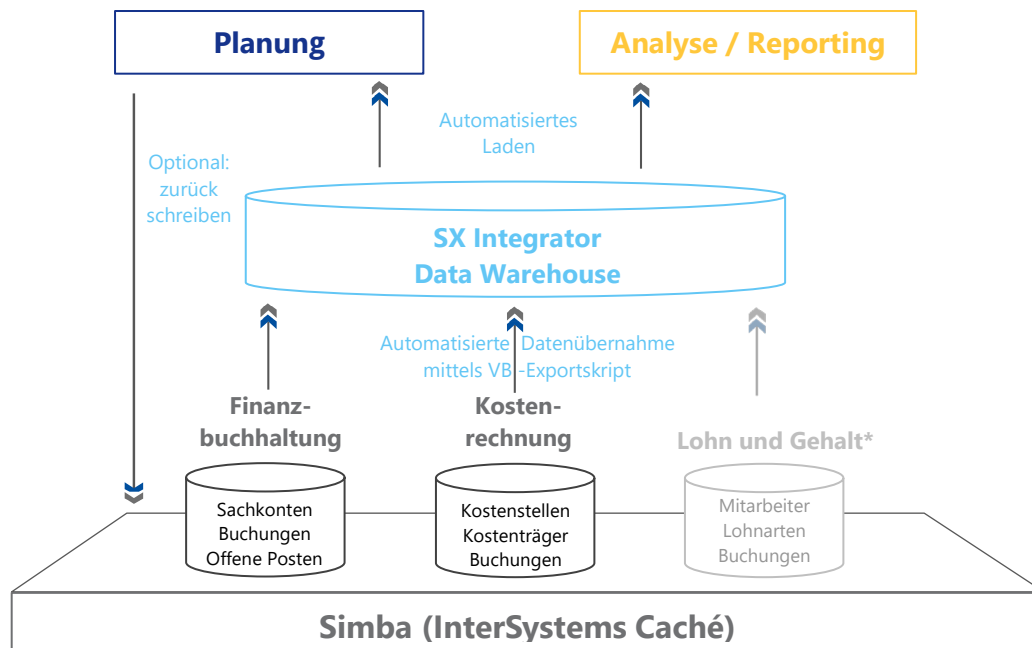 Planung
Analyse / Reporting
Automatisiertes
Laden
Optional:
zurück
schreiben
SX Integrator
Data Warehouse
Automatisierte Datenübernahme
mittels VB -Exportskript
Finanz-
buchhaltung
Kosten-
rechnung
Lohn und Gehalt*
Sachkonten
Buchungen
Offene Posten
Kostenstellen
Kostenträger
Buchungen
Mitarbeiter
Lohnarten
Buchungen
Simba (InterSystems Caché)